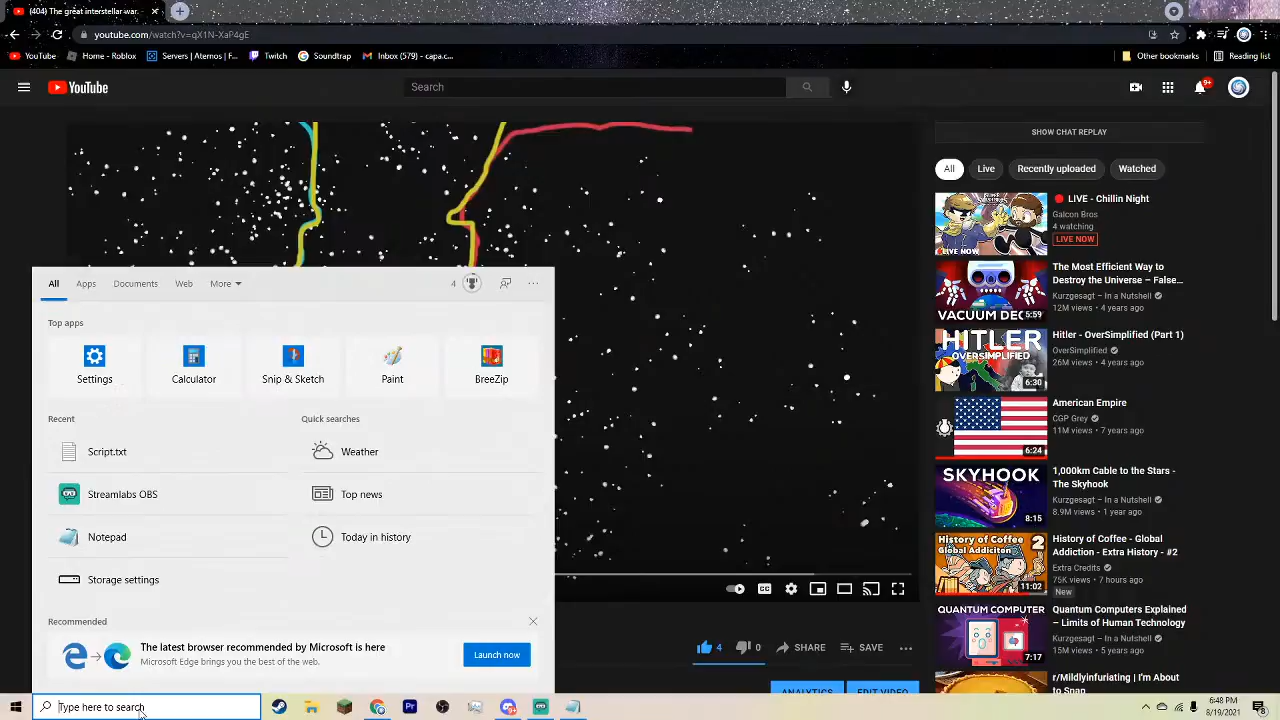 (404) The great interstellar war.
youtube.com/watch?v=qX1N-XaP4gE
YouTube
Home - Roblox
Servers | Aternos | F...
Twitch
Soundtrap
Inbox (579) - capa.c...
Other bookmarks
Reading list
YouTube
Search
9+
SHOW CHAT REPLAY
All
Live
Recently uploaded
Watched
LIVE - Chillin Night
Galcon Bros
4 watching
LIVE NOW
The Most Efficient Way to
Destroy the Universe – False...
Kurzgesagt – In a Nutshell
12M views • 4 years ago
VACUUM DEC
5:59
Hitler - OverSimplified (Part 1)
OverSimplified
26M views • 4 years ago
HITLER
OVERSIMPLIFIED
6:30
American Empire
CGP Grey
11M views • 7 years ago
6:24
1,000km Cable to the Stars -
The Skyhook
Kurzgesagt – In a Nutshell
8.9M views • 1 year ago
SKYHOOK
8:15
History of Coffee - Global
Addiction - Extra History - #2
Extra Credits
75K views • 7 hours ago
New
HISTORY OF COFFEE
Global Addiction
2
11:02
Quantum Computers Explained
– Limits of Human Technology
Kurzgesagt – In a Nutshell
15M views • 5 years ago
QUANTUM COMPUTER
7:17
r/Mildlyinfuriating | I'm About
to Snap
All
Apps
Documents
Web
More
4
Top apps
Settings
Calculator
Snip & Sketch
Paint
BreeZip
Recent
Script.txt
Streamlabs OBS
Notepad
Storage settings
Quick searches
Weather
Top news
Today in history
Recommended
The latest browser recommended by Microsoft is here
Microsoft Edge brings you the best of the web.
Launch now
CC
4
0
SHARE
SAVE
ANALYTICS
EDIT VIDEO
Type here to search
Pr
6:48 PM
8/19/2021